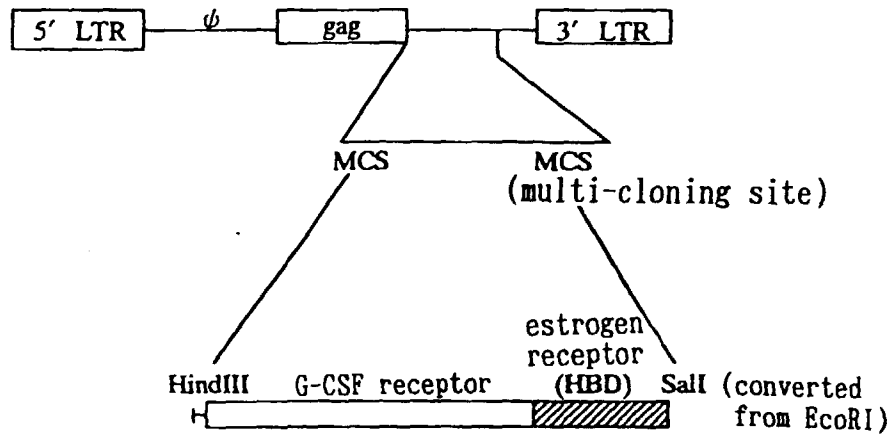 5′ LTR ψ gag 3′ LTR
MCS MCS
(multi-cloning site)
estrogen
receptor
HindIII G-CSF receptor (HBD) SalI (converted
from EcoRI)